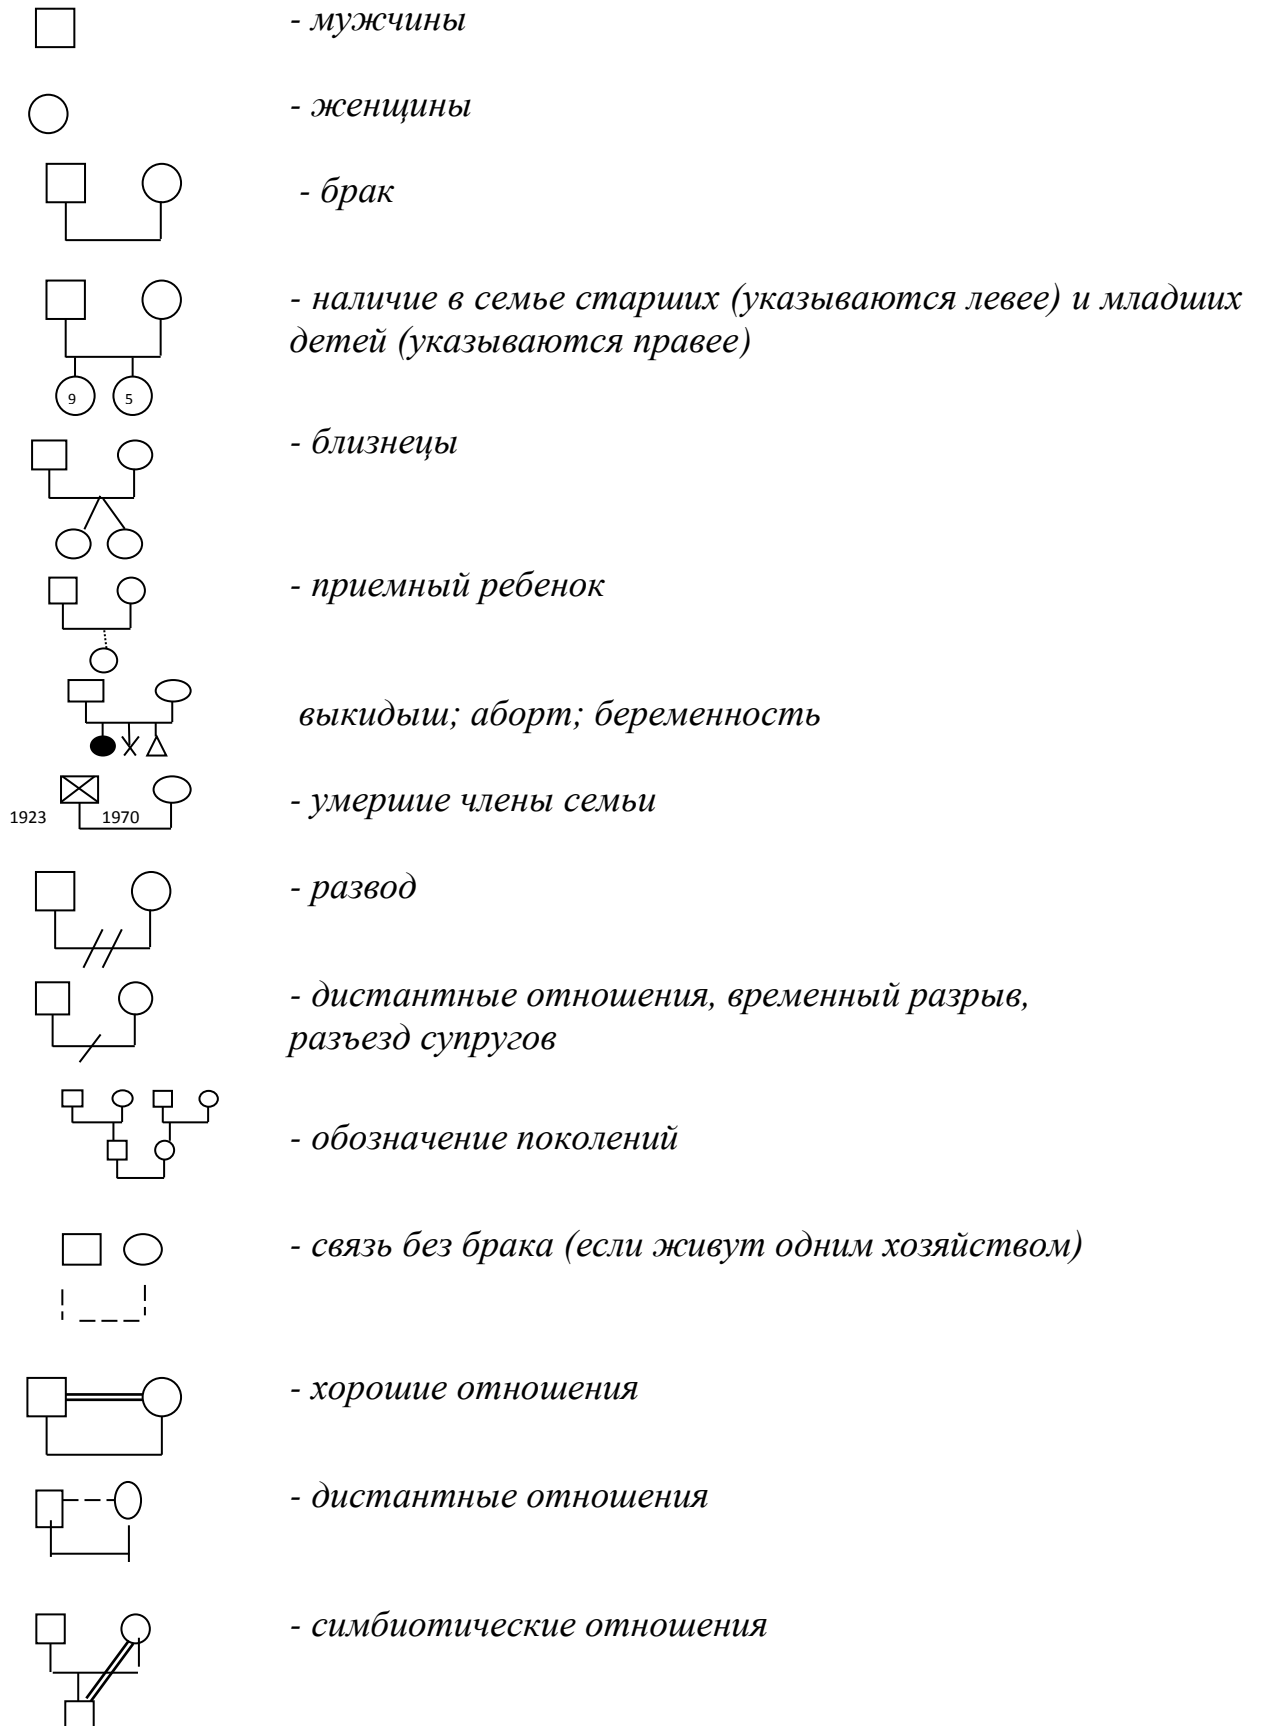 - мужчины
- женщины
- брак
- наличие в семье старших (указываются левее) и младших
детей (указываются правее)
9 5
- близнецы
- приемный ребенок
выкидыш; аборт; беременность
- умершие члены семьи
1923 1970
- развод
- дистантные отношения, временный разрыв,
разъезд супругов
- обозначение поколений
- связь без брака (если живут одним хозяйством)
- хорошие отношения
- дистантные отношения
- симбиотические отношения